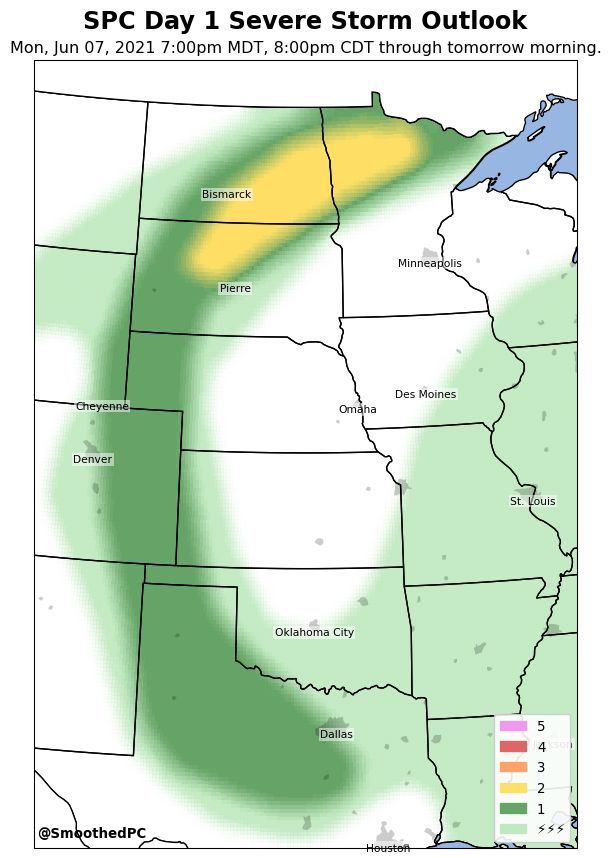 SPC Day 1 Severe Storm Outlook
Mon, Jun 07, 2021 7:00pm MDT, 8:00pm CDT through tomorrow morning.
Bismarck
Minneapolis
Pierre
Des Moines
Cheyenne
Omaha
Denver
St. Louis
Oklahoma City
Dallas
Jackson
5
4
3
2
1
⚡⚡⚡
@SmoothedPC
Houston